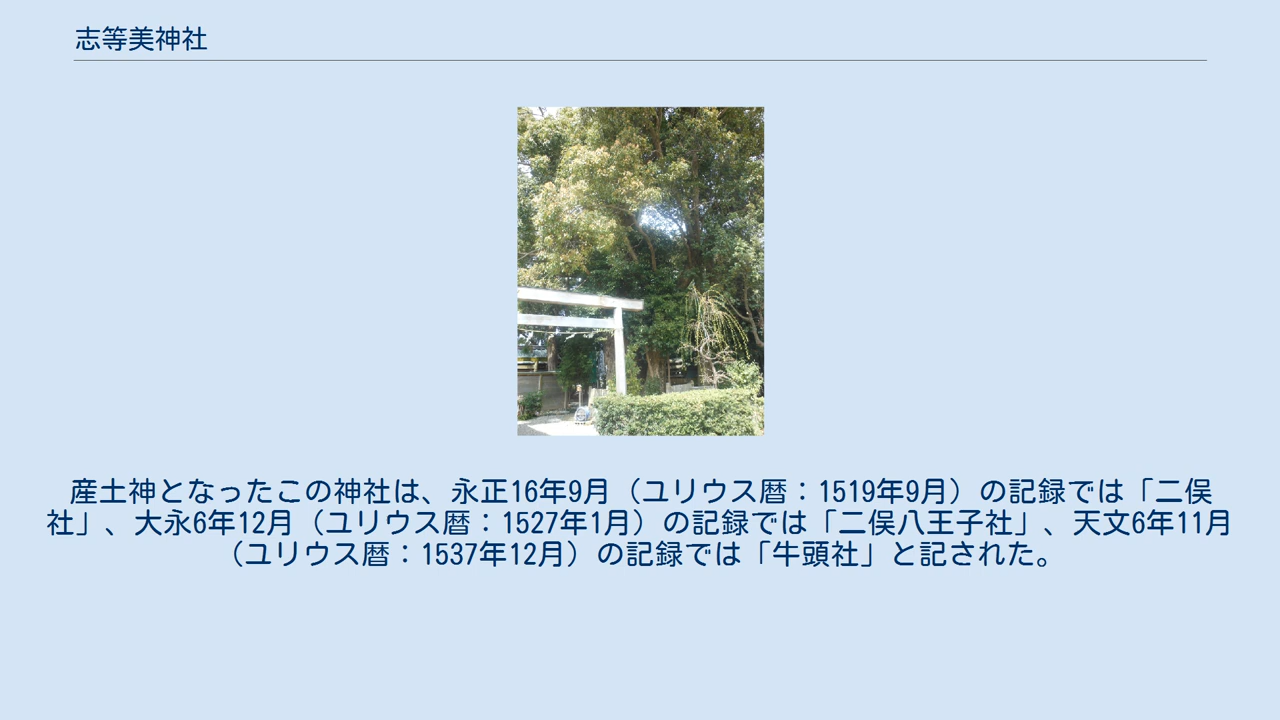 志等美神社
産土神となったこの神社は、永正16年9月（ユリウス暦：1519年9月）の記録では「二俣
社」、大永6年12月（ユリウス暦：1527年1月）の記録では「二俣八王子社」、天文6年11月
（ユリウス暦：1537年12月）の記録では「牛頭社」と記された。